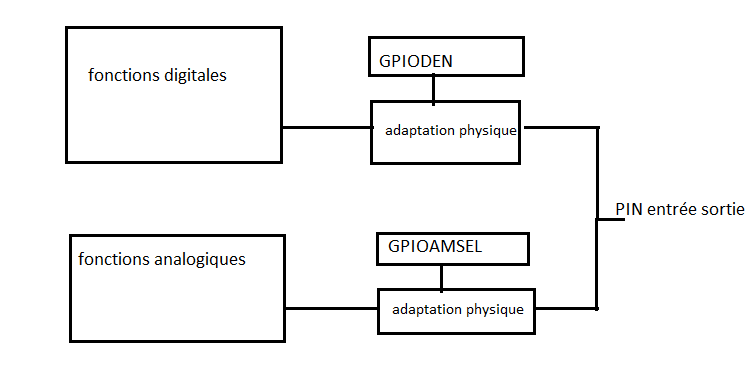 GPIODEN
fonctions digitales
adaptation physique
PIN entrée sortie
GPIOAMSEL
fonctions analogiques
adaptation physique